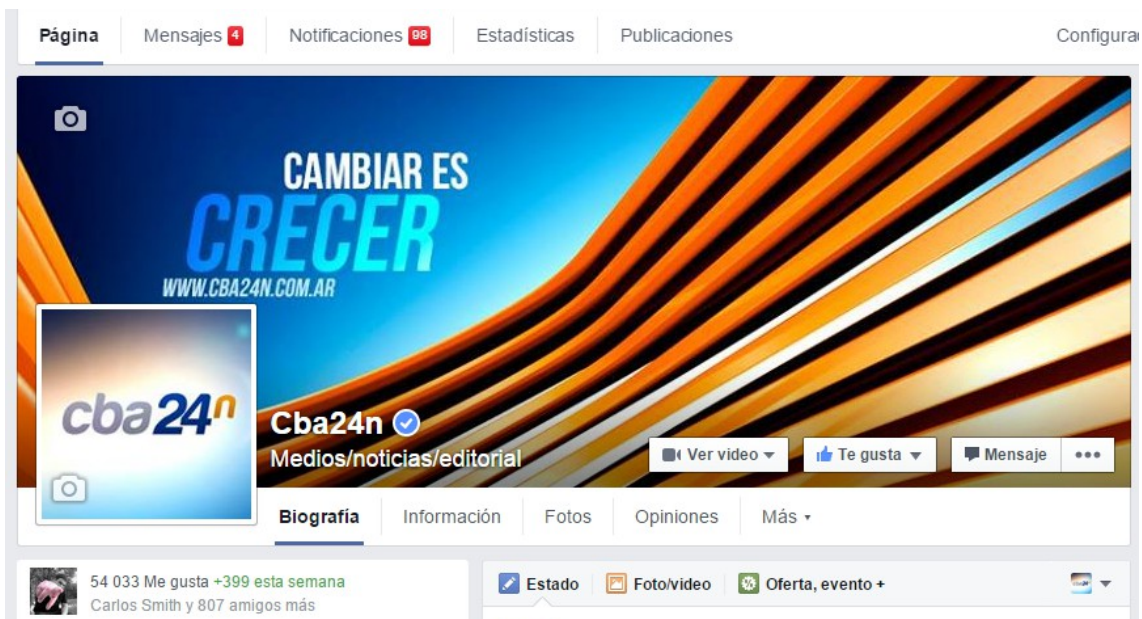 Página Mensajes 4 Notificaciones 98 Estadísticas Publicaciones Configurac
CAMBIAR ES
CRECER
WWW.CBA24N.COM.AR
cba24n
Cba24n
Medios/noticias/editorial
Ver video Te gusta Mensaje
Biografía Información Fotos Opiniones Más
54 033 Me gusta +399 esta semana
Carlos Smith y 807 amigos más
Estado Foto/video Oferta, evento +